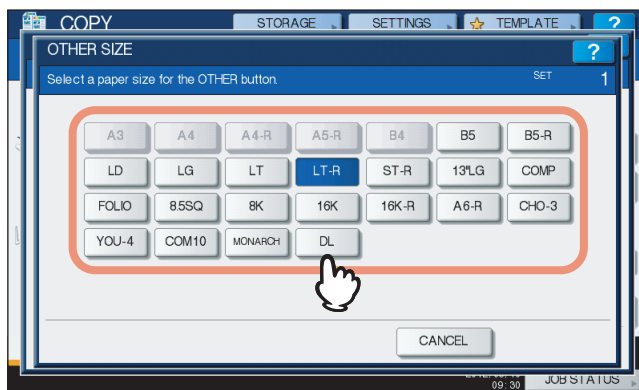 COPY STORAGE SETTINGS TEMPLATE ?
OTHER SIZE ?
Select a paper size for the OTHER button. SET 1
A3 A4 A4-R A5-R B4 B5 B5-R
LD LG LT LT-R ST-R 13"LG COMP
FOLIO 8.5SQ 8K 16K 16K-R A6-R CHO-3
YOU-4 COM10 MONARCH DL
CANCEL
09:30 JOB STATUS